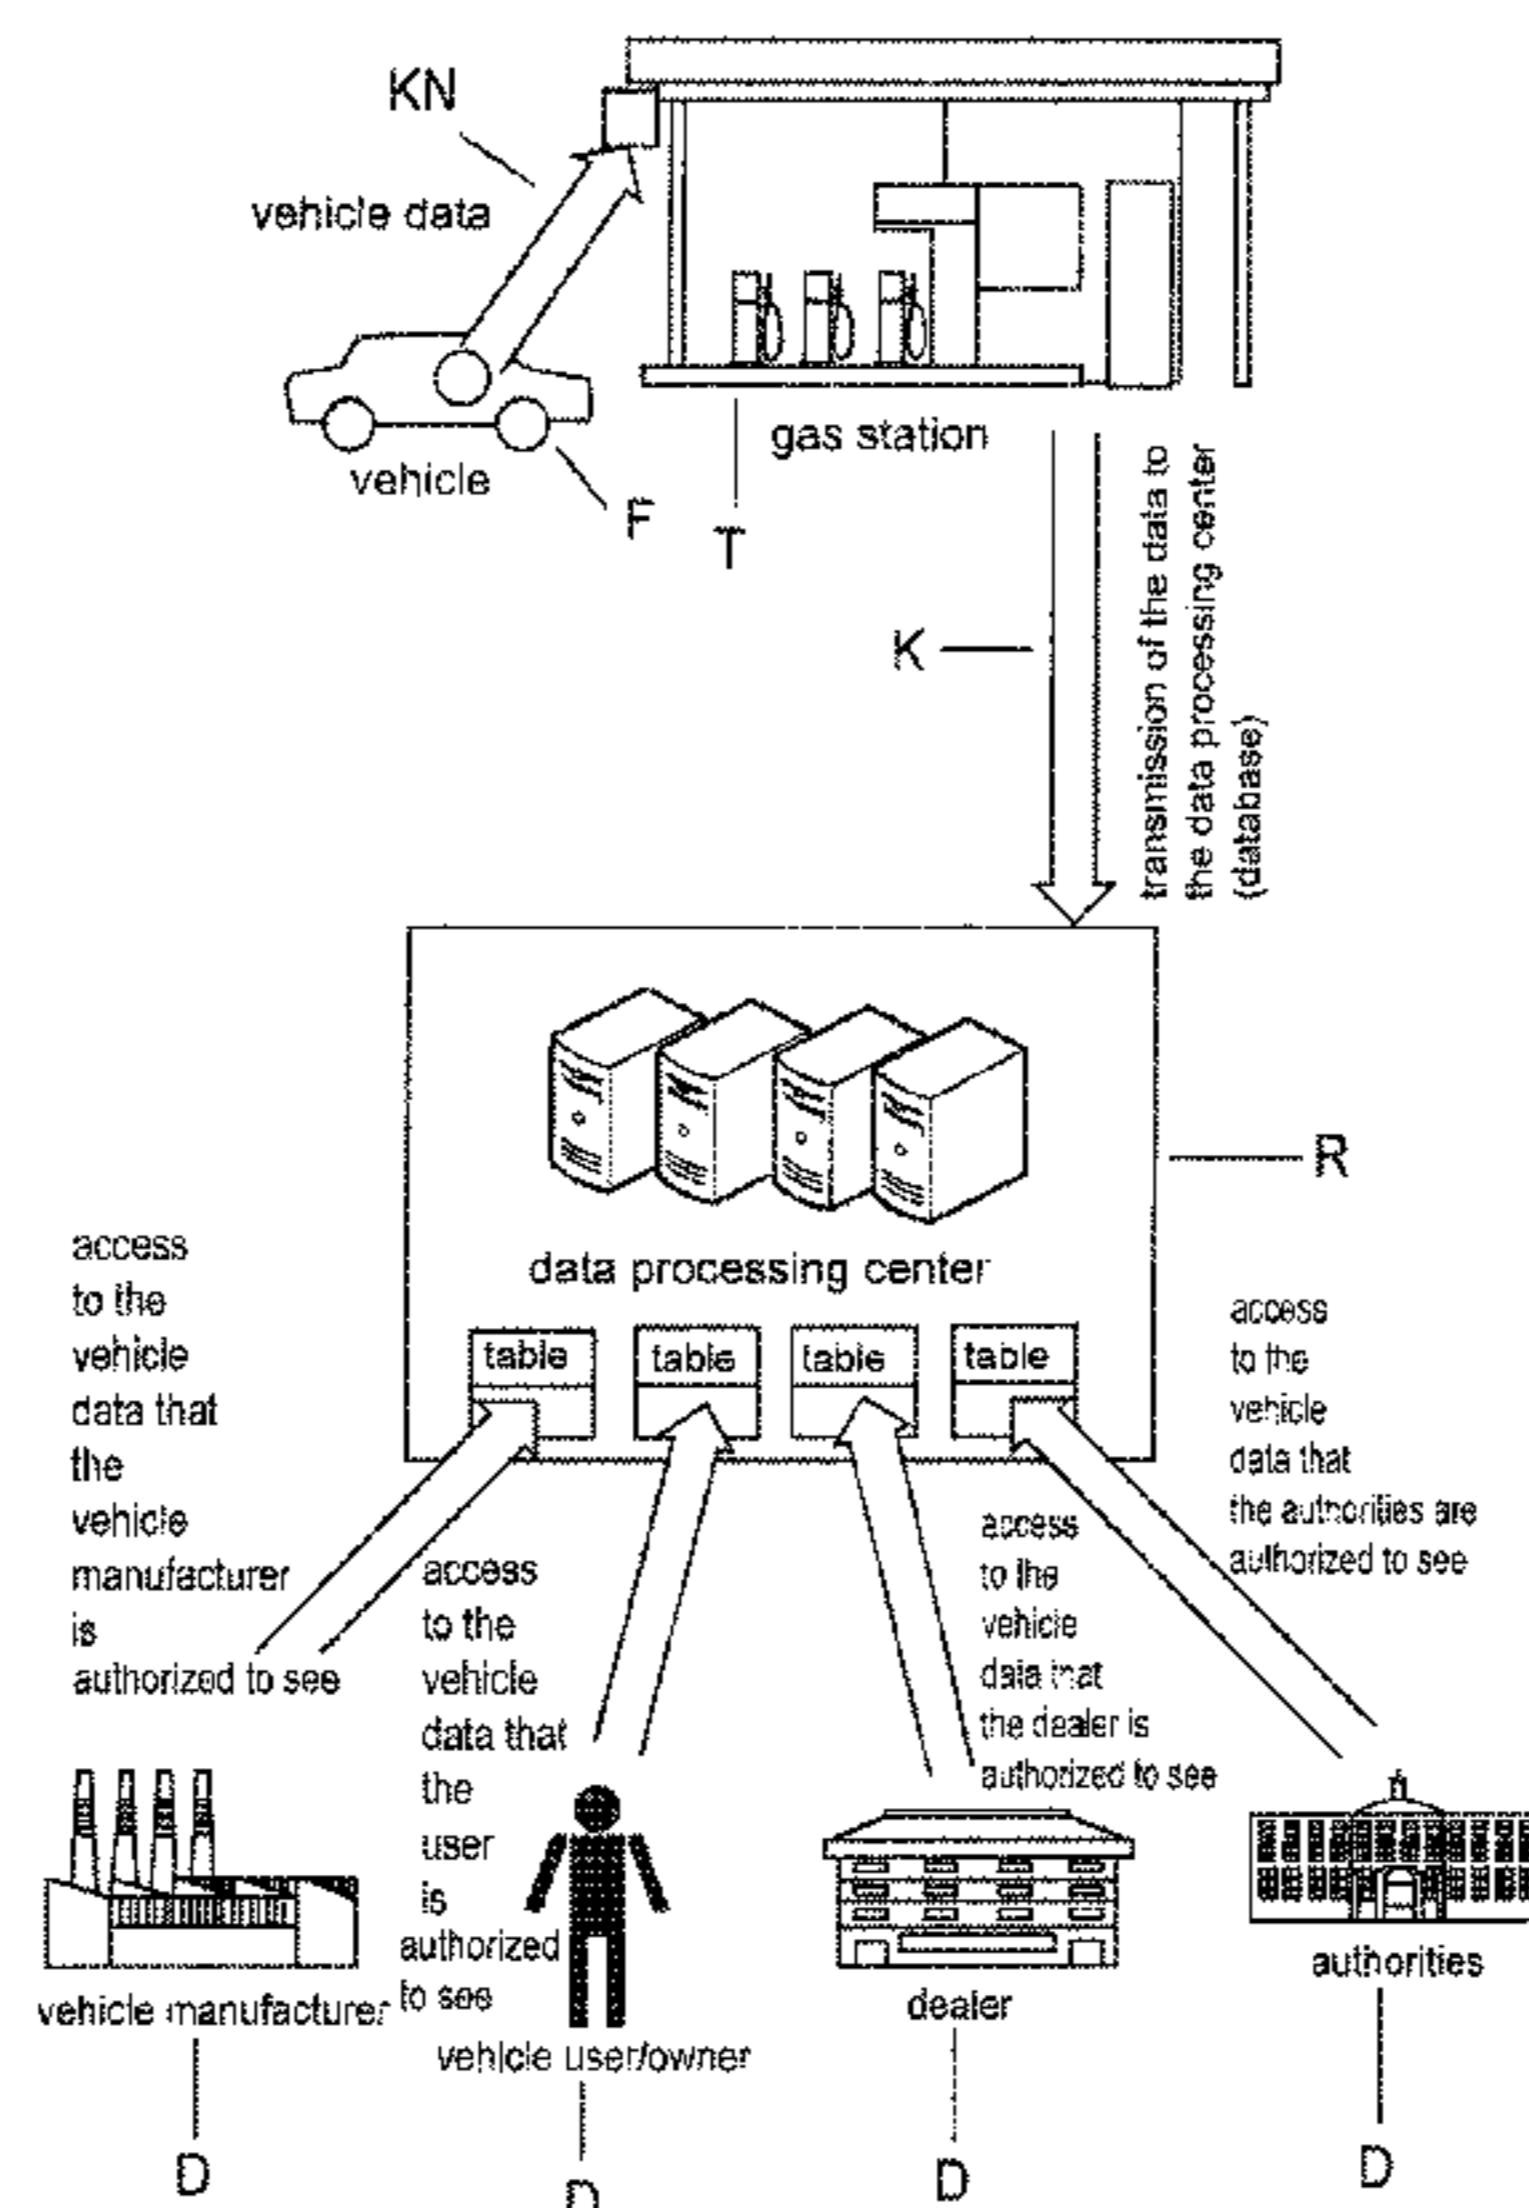 KN
vehicle data
gas station
vehicle
F
T
K
transmission of the data to
the data processing center
(database)
R
data processing center
table
table
table
table
access
to the
vehicle
data that
the
vehicle
manufacturer
is
authorized to see
access
to the
vehicle
data that
the
user
is
authorized
to see
access
to the
vehicle
data that
the dealer is
authorized to see
access
to the
vehicle
data that
the authorities are
authorized to see
vehicle manufacturer
vehicle user/owner
dealer
authorities
D
D
D
D